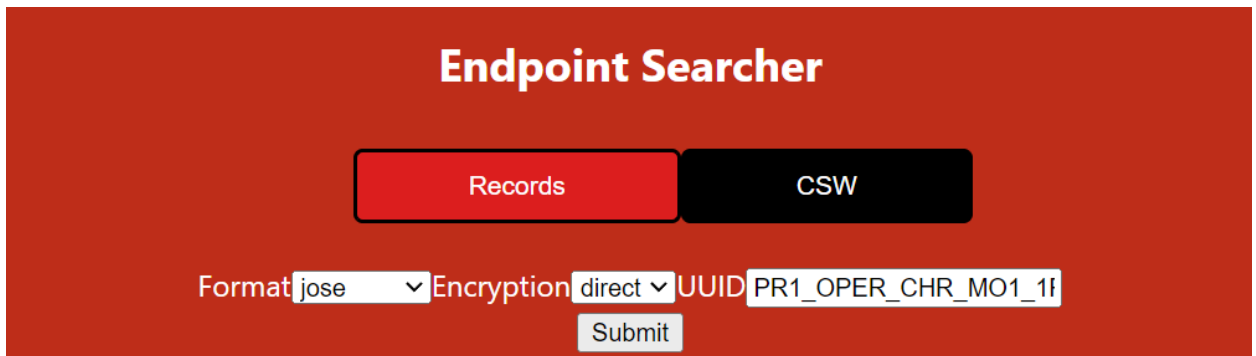 Endpoint Searcher
Records CSW
Format jose Encryption direct UUID PR1_OPER_CHR_MO1_1
Submit